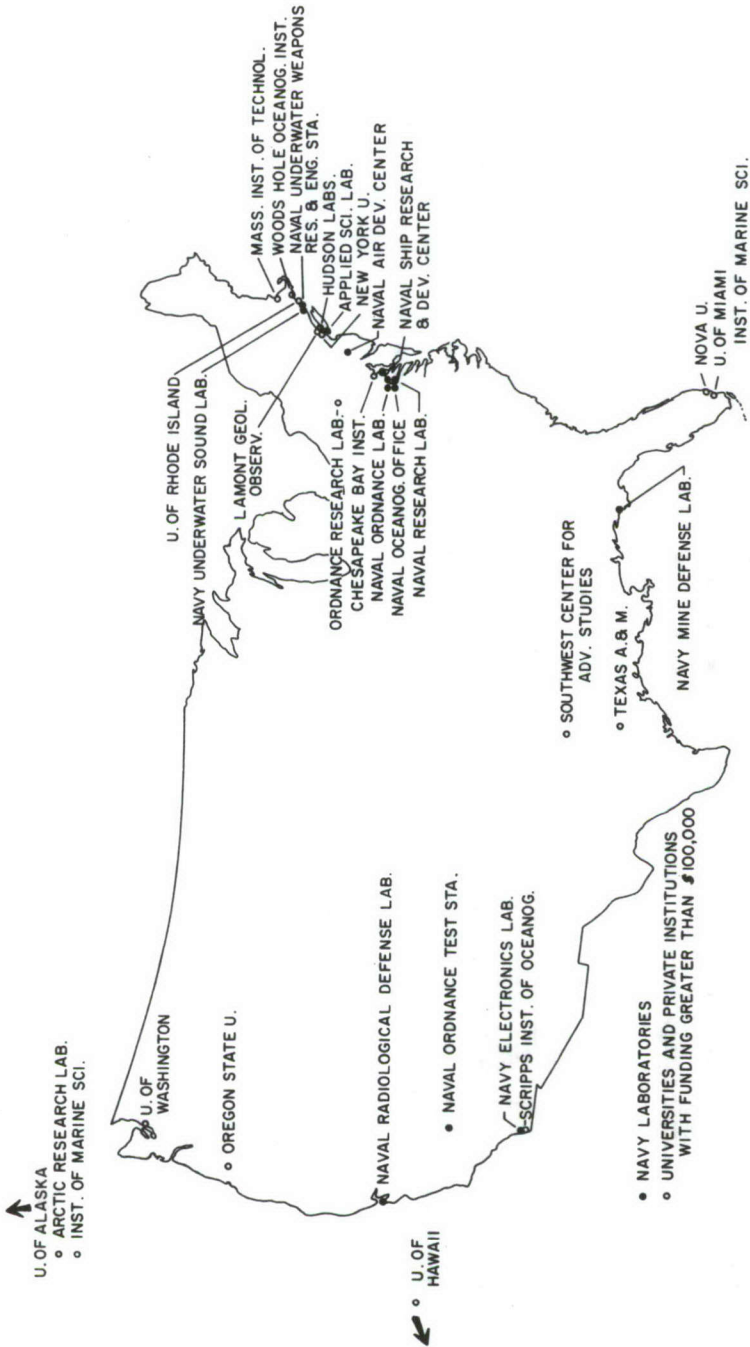 U. OF ALASKA
ARCTIC RESEARCH LAB.
INST. OF MARINE SCI.
U. OF
WASHINGTON
OREGON STATE U.
NAVAL RADIOLOGICAL DEFENSE LAB.
U. OF
HAWAII
NAVAL ORDNANCE TEST STA.
NAVY ELECTRONICS LAB.
SCRIPPS INST. OF OCEANOG.
NAVY LABORATORIES
UNIVERSITIES AND PRIVATE INSTITUTIONS
WITH FUNDING GREATER THAN $100,000
U. OF RHODE ISLAND
NAVY UNDERWATER SOUND LAB.
LAMONT GEOL.
OBSERV.
ORDNANCE RESEARCH LAB.
CHESAPEAKE BAY INST.
NAVAL ORDNANCE LAB.
NAVAL OCEANOG. OFFICE
NAVAL RESEARCH LAB.
SOUTHWEST CENTER FOR
ADV. STUDIES
TEXAS A. & M.
NAVY MINE DEFENSE LAB.
MASS. INST. OF TECHNOL.
WOODS HOLE OCEANOG. INST.
NAVAL UNDERWATER WEAPONS
RES. & ENG. STA.
HUDSON LABS.
APPLIED SCI. LAB.
NEW YORK U.
NAVAL AIR DEV. CENTER
NAVAL SHIP RESEARCH
& DEV. CENTER
NOVA U.
U. OF MIAMI
INST. OF MARINE SCI.